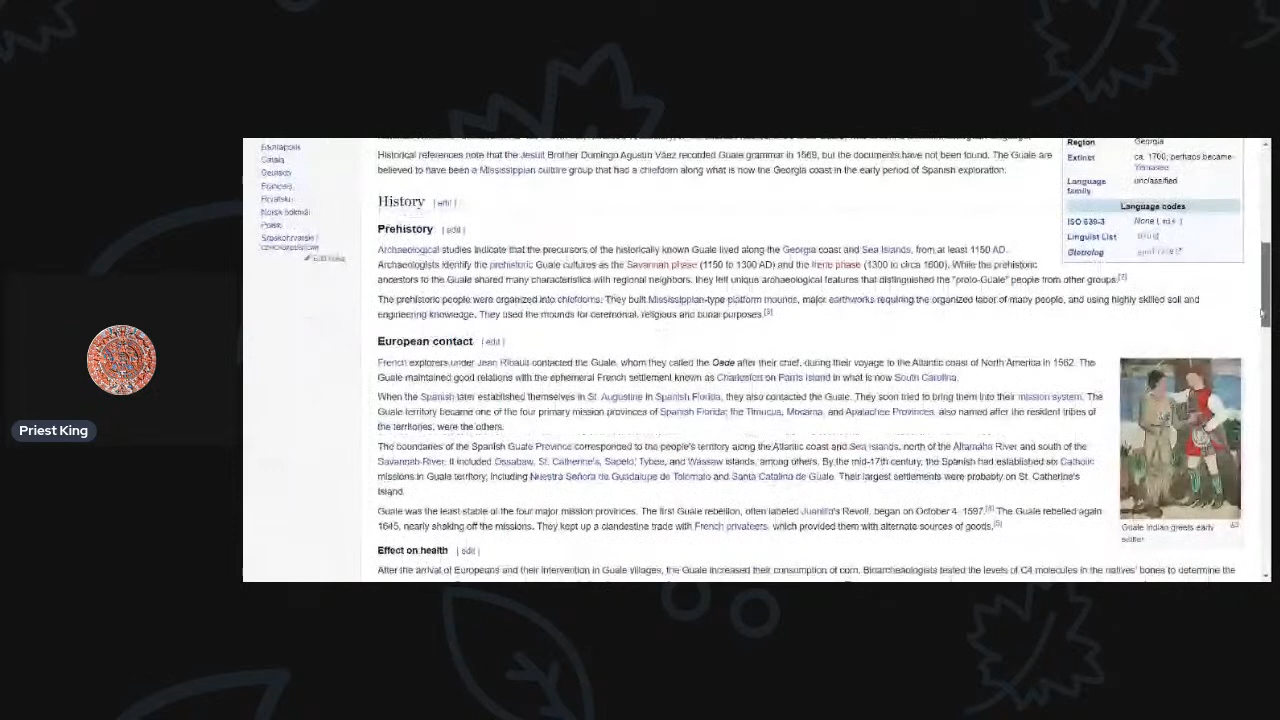 Historical references note that the Jesuit Brother Domingo Agustín Váez recorded Guale grammar in 1569, but the documents have not been found. The Guale are
believed to have been a Mississippian culture group that had a chiefdom along what is now the Georgia coast in the early period of Spanish exploration.
History [ edit ]
Prehistory [ edit ]
Archaeological studies indicate that the precursors of the historically known Guale lived along the Georgia coast and Sea Islands, from at least 1150 AD.
Archaeologists identify the prehistoric Guale cultures as the Savannah phase (1150 to 1300 AD) and the Irene phase (1300 to circa 1600). While the prehistoric
ancestors to the Guale shared many characteristics with regional neighbors, they left unique archaeological features that distinguished the "proto-Guale" people from other groups.[2]
The prehistoric people were organized into chiefdoms. They built Mississippian-type platform mounds, major earthworks requiring the organized labor of many people, and using highly skilled soil and
engineering knowledge. They used the mounds for ceremonial, religious and burial purposes.[3]
European contact [ edit ]
French explorers under Jean Ribault contacted the Guale, whom they called the Oade after their chief, during their voyage to the Atlantic coast of North America in 1562. The
Guale maintained good relations with the ephemeral French settlement known as Charlesfort on Parris Island in what is now South Carolina.
When the Spanish later established themselves in St. Augustine in Spanish Florida, they also contacted the Guale. They soon tried to bring them into their mission system. The
Guale territory became one of the four primary mission provinces of Spanish Florida; the Timucua, Mocama, and Apalachee Provinces, also named after the resident tribes of
the territories, were the others.
The boundaries of the Spanish Guale Province corresponded to the people's territory along the Atlantic coast and Sea Islands, north of the Altamaha River and south of the
Savannah River. It included Ossabaw, St. Catherine's, Sapelo, Tybee, and Wassaw islands, among others. By the mid-17th century, the Spanish had established six Catholic
missions in Guale territory, including Nuestra Señora de Guadalupe de Tolomato and Santa Catalina de Guale. Their largest settlements were probably on St. Catherine's
Island.
Guale was the least stable of the four major mission provinces. The first Guale rebellion, often labeled Juanillo's Revolt, began on October 4, 1597.[4] The Guale rebelled again
1645, nearly shaking off the missions. They kept up a clandestine trade with French privateers, which provided them with alternate sources of goods.[5]
Effect on health [ edit ]
After the arrival of Europeans and their intervention in Guale villages, the Guale increased their consumption of corn. Bioarcheologists tested the levels of C4 molecules in the natives' bones to determine the
Català
Deutsch
Français
Hrvatski
Norsk bokmål
Polski
Edit links
Region Georgia
Extinct ca. 1700; perhaps became
Yamasee
Language unclassified
family
Language codes
ISO 639-3 None ( mis )
Linguist List
Glottolog
Guale Indian greets early
settler
Priest King